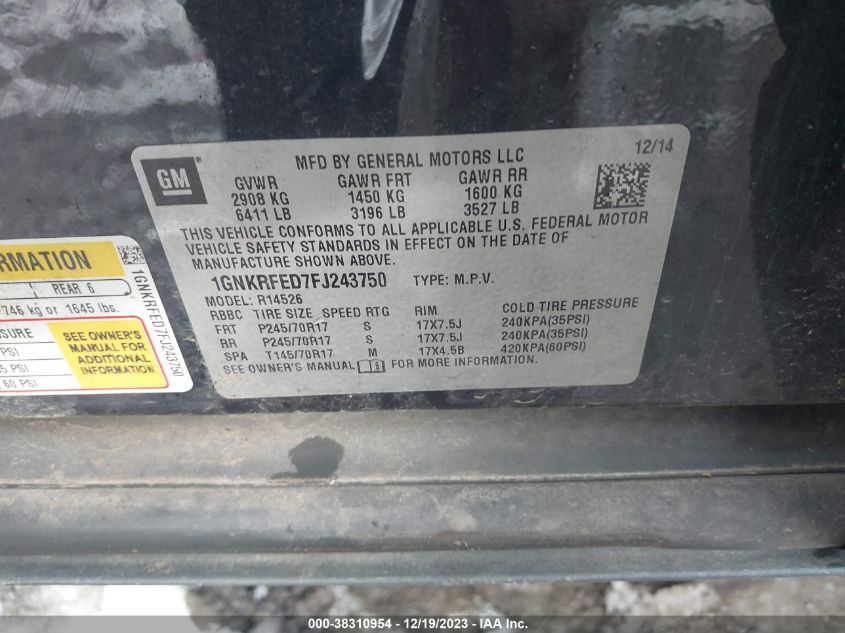 GM
MFD BY GENERAL MOTORS LLC
12/14
GVWR GAWR FRT GAWR RR
2908 KG 1450 KG 1600 KG
6411 LB 3196 LB 3527 LB
THIS VEHICLE CONFORMS TO ALL APPLICABLE U.S. FEDERAL MOTOR
VEHICLE SAFETY STANDARDS IN EFFECT ON THE DATE OF
MANUFACTURE SHOWN ABOVE.
1GNKRFED7FJ243750 TYPE: M.P.V.
MODEL: R14526
RBBC TIRE SIZE SPEED RTG RIM COLD TIRE PRESSURE
FRT P245/70R17 S 17X7.5J 240KPA(35PSI)
RR P245/70R17 S 17X7.5J 240KPA(35PSI)
SPA T145/70R17 M 17X4.5B 420KPA(60PSI)
SEE OWNER'S MANUAL FOR MORE INFORMATION.
REAR 6
746 kg or 1645 lbs.
SEE OWNER'S
MANUAL FOR
ADDITIONAL
INFORMATION
PSI
PSI
60 PSI
1GNKRFED7FJ243750
000-38310954 - 12/19/2023 - IAA Inc.